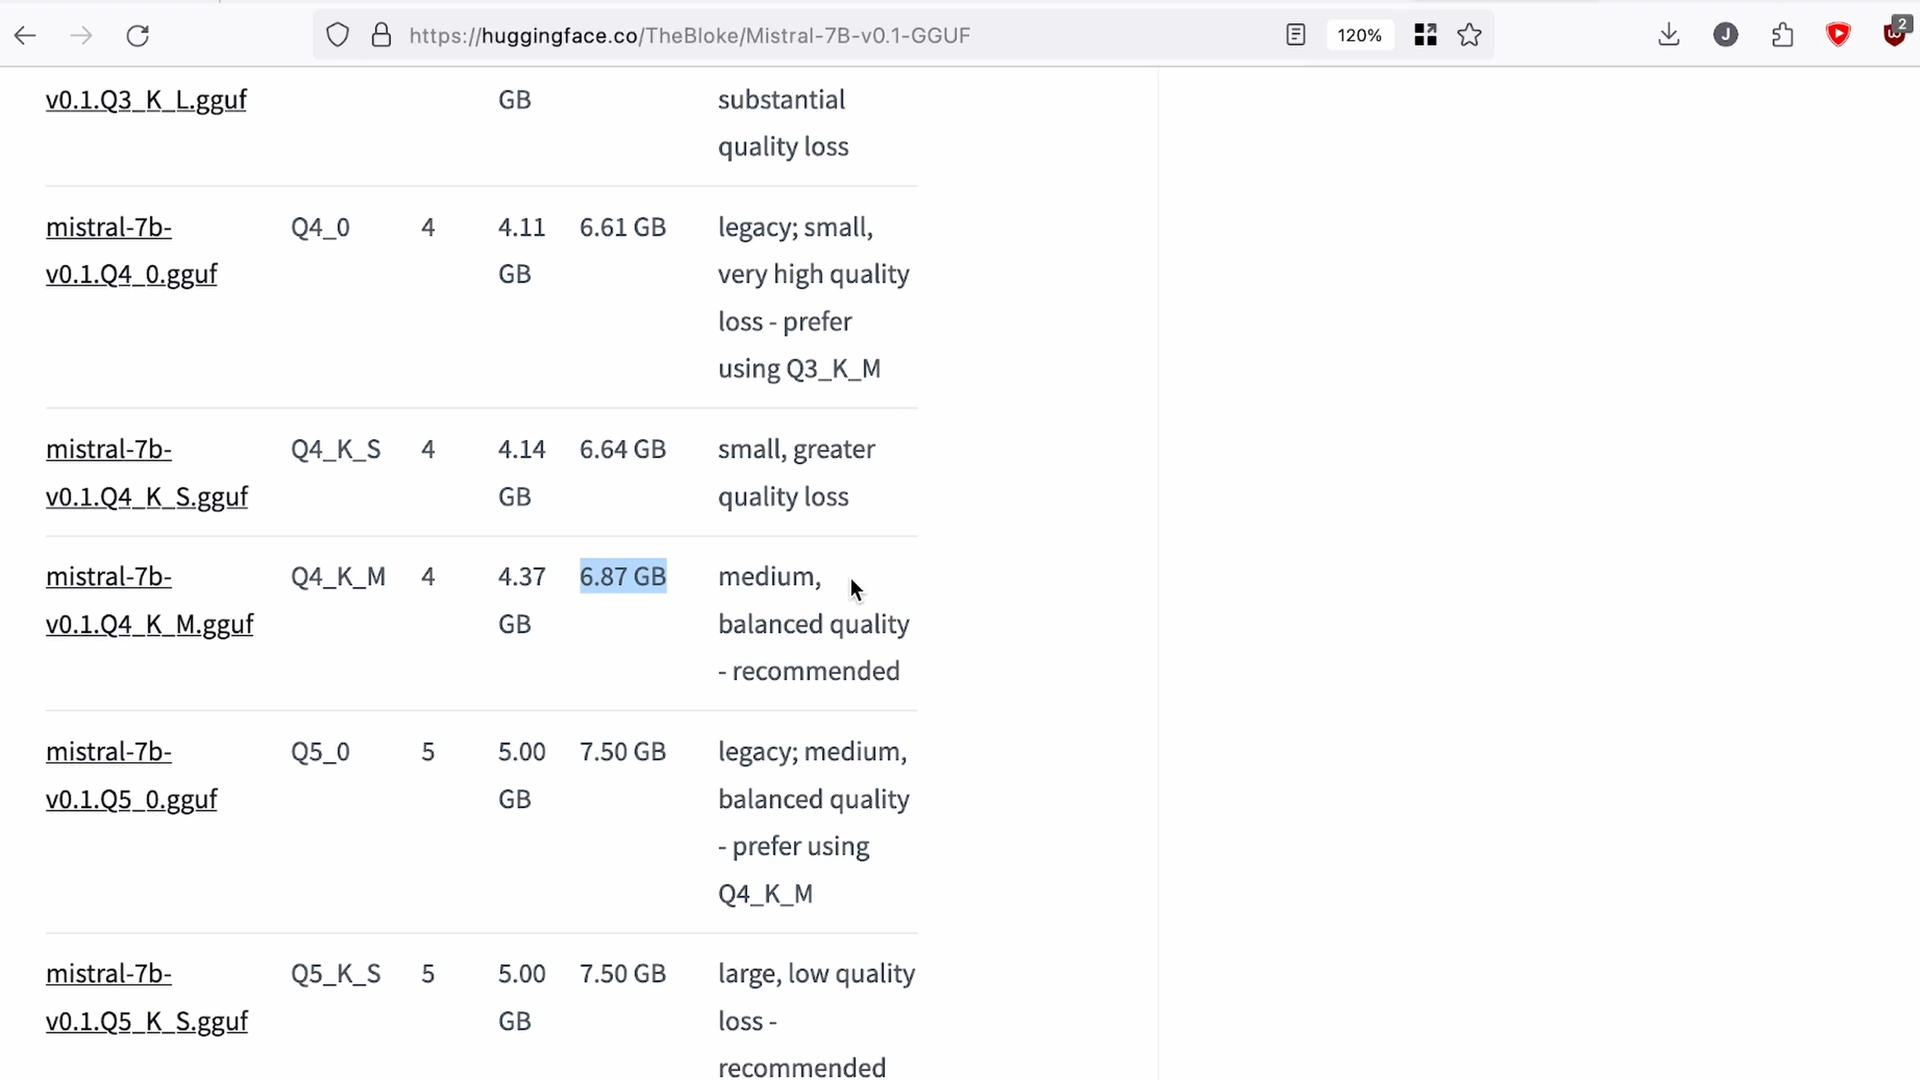 https://huggingface.co/TheBloke/Mistral-7B-v0.1-GGUF
120%
J
2
v0.1.Q3_K_L.gguf GB substantial
quality loss
mistral-7b- Q4_0 4 4.11 6.61 GB legacy; small,
v0.1.Q4_0.gguf GB very high quality
loss - prefer
using Q3_K_M
mistral-7b- Q4_K_S 4 4.14 6.64 GB small, greater
v0.1.Q4_K_S.gguf GB quality loss
mistral-7b- Q4_K_M 4 4.37 6.87 GB medium,
v0.1.Q4_K_M.gguf GB balanced quality
- recommended
mistral-7b- Q5_0 5 5.00 7.50 GB legacy; medium,
v0.1.Q5_0.gguf GB balanced quality
- prefer using
Q4_K_M
mistral-7b- Q5_K_S 5 5.00 7.50 GB large, low quality
v0.1.Q5_K_S.gguf GB loss -
recommended